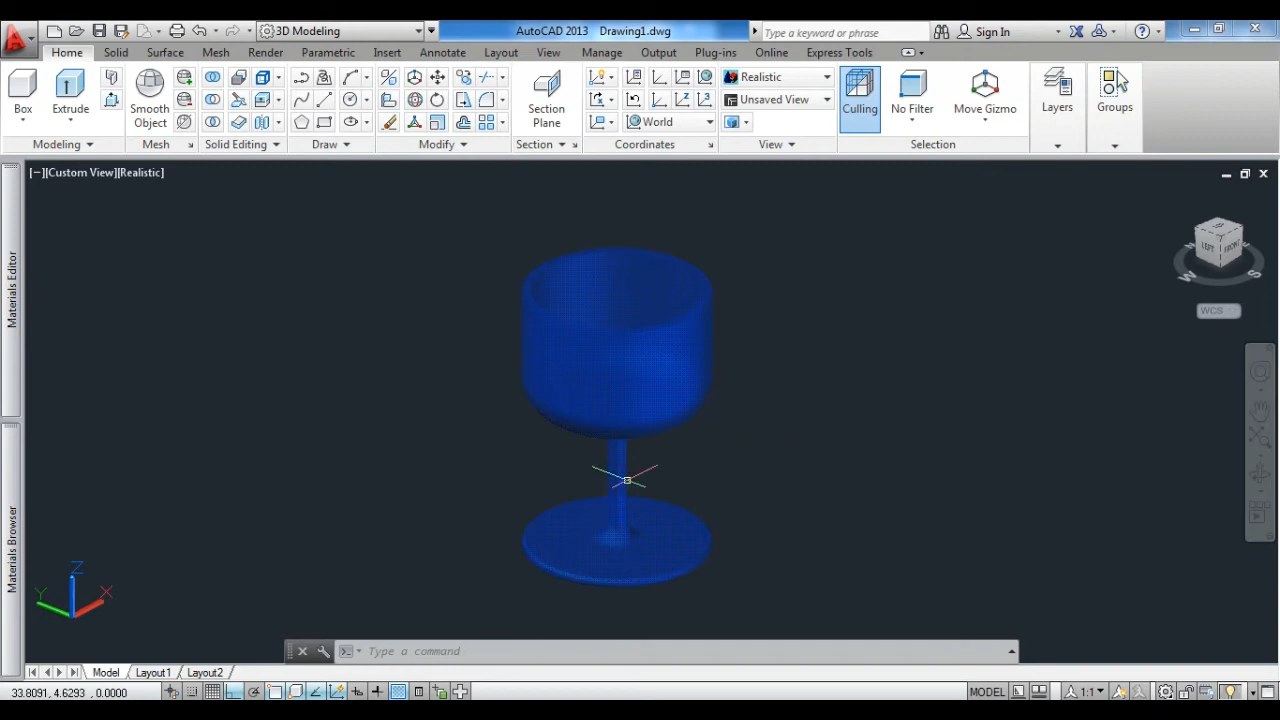 3D Modeling
AutoCAD 2013 Drawing1.dwg
Type a keyword or phrase
Sign In
Home Solid Surface Mesh Render Parametric Insert Annotate Layout View Manage Output Plug-ins Online Express Tools
Box
Extrude
Smooth Object
Section Plane
Realistic
Unsaved View
World
Culling
No Filter
Move Gizmo
Layers
Groups
Modeling Mesh Solid Editing Draw Modify Section Coordinates View Selection
[−][Custom View][Realistic]
LEFT
FRONT
W
S
WCS
Materials Editor
Materials Browser
Z
Y
X
Type a command
Model Layout1 Layout2
33.8091, 4.6293 , 0.0000
MODEL
1:1